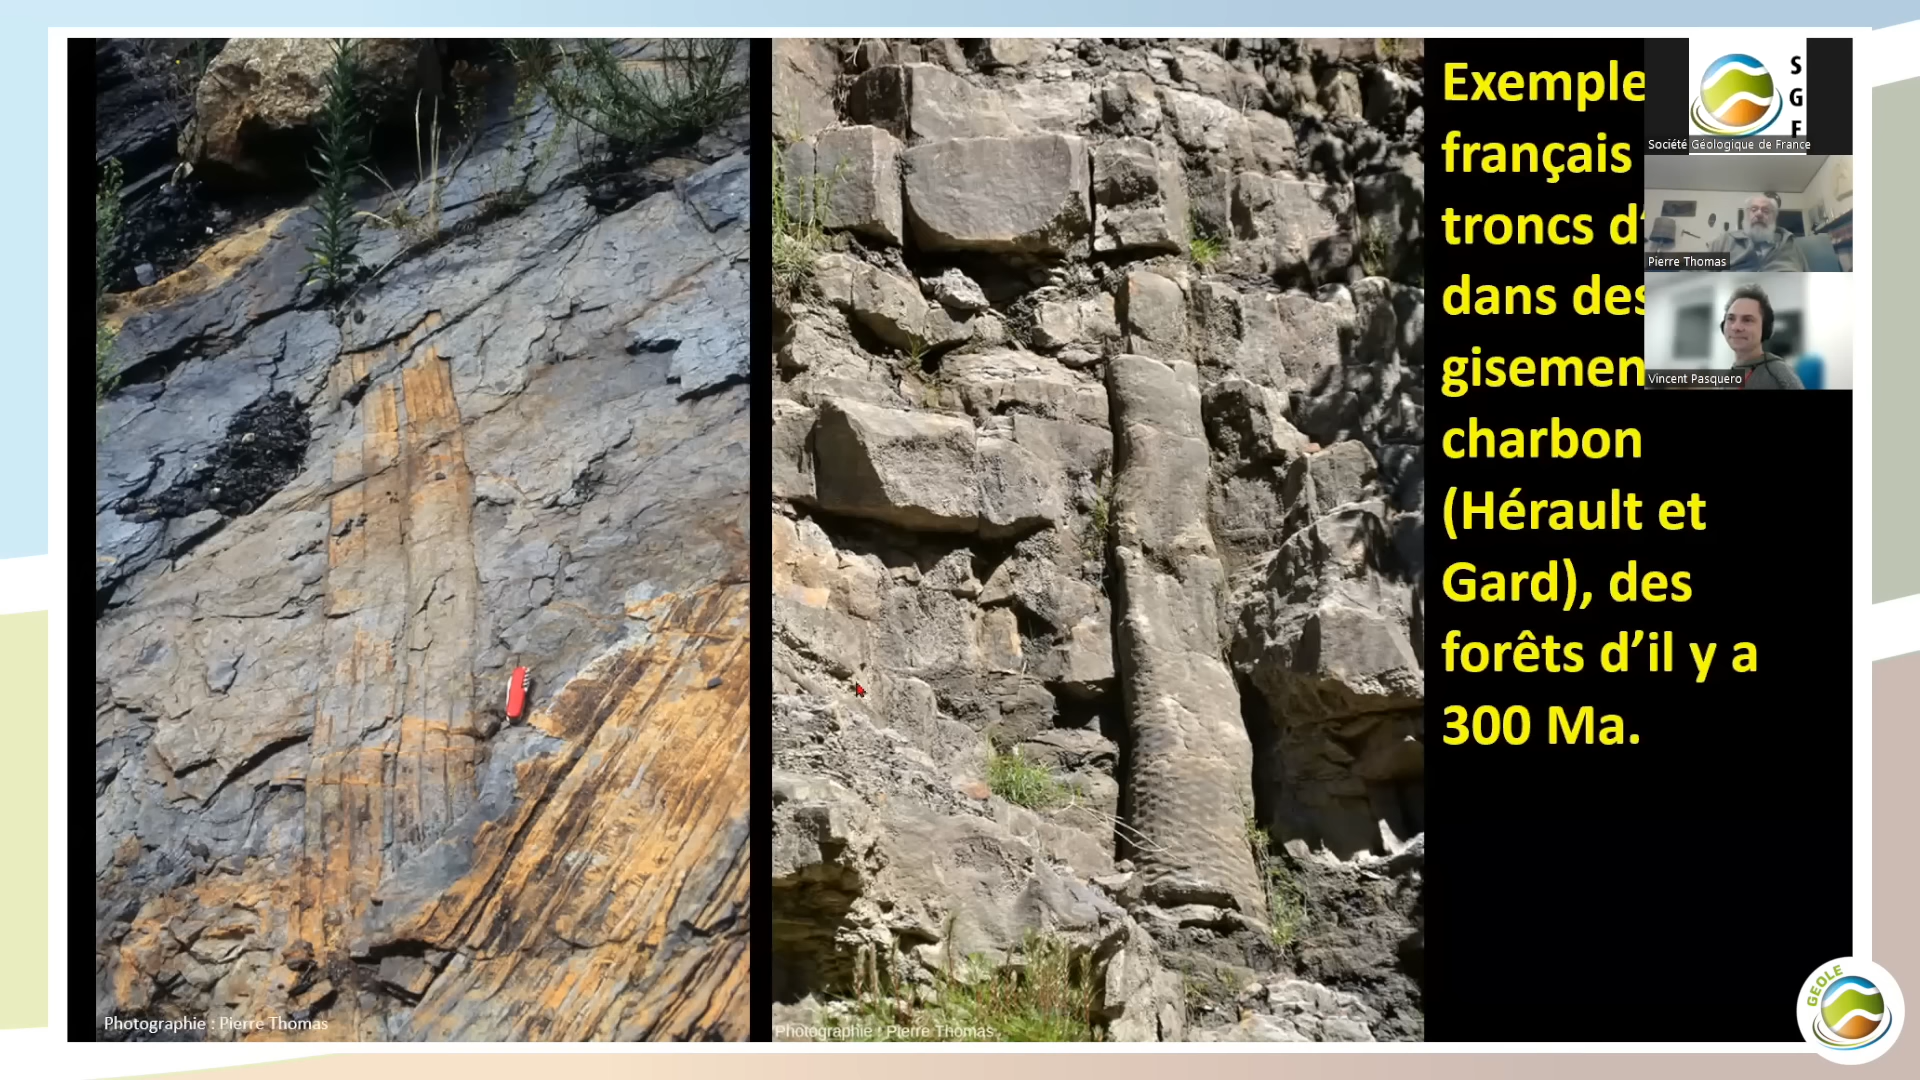 Exemple
français
troncs d'
dans des
gisemen
charbon
(Hérault et
Gard), des
forêts d’il y a
300 Ma.
S
G
F
Société Géologique de France
Pierre Thomas
Vincent Pasquero
Photographie : Pierre Thomas
Photographie : Pierre Thomas
GEOLE